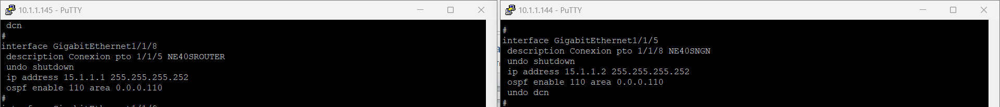 10.1.1.145 - PuTTY
dcn
#
interface GigabitEthernet1/1/8
description Conexion pto 1/1/5 NE40SROUTER
undo shutdown
ip address 15.1.1.1 255.255.255.252
ospf enable 110 area 0.0.0.110
#
10.1.1.144 - PuTTY
#
interface GigabitEthernet1/1/5
description Conexion pto 1/1/8 NE40SNGN
undo shutdown
ip address 15.1.1.2 255.255.255.252
ospf enable 110 area 0.0.0.110
undo dcn
#